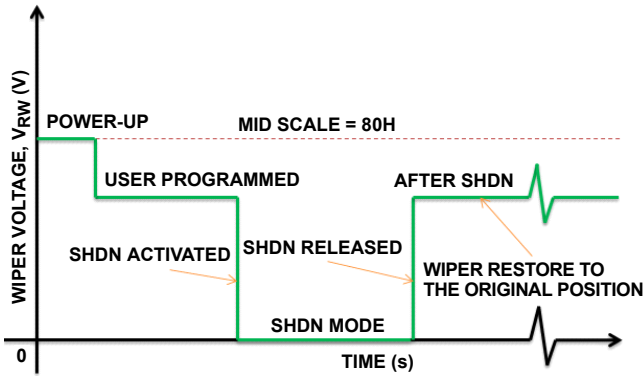 WIPER VOLTAGE, VRW (V)
POWER-UP
MID SCALE = 80H
USER PROGRAMMED
AFTER SHDN
SHDN ACTIVATED
SHDN RELEASED
WIPER RESTORE TO
THE ORIGINAL POSITION
SHDN MODE
0
TIME (s)